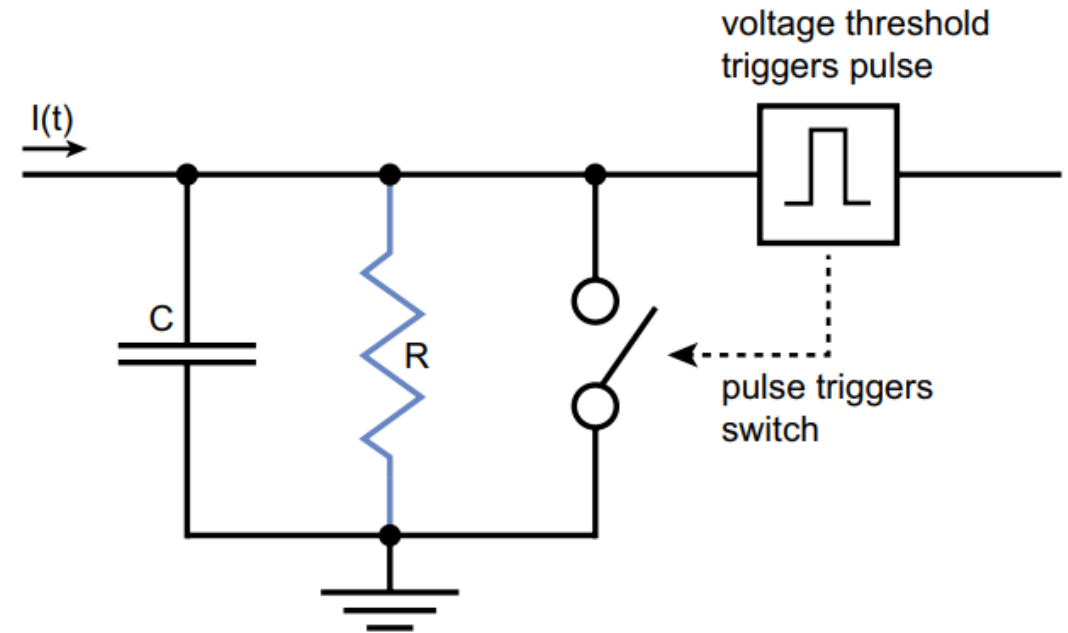 voltage threshold
triggers pulse
I(t)
C
R
pulse triggers
switch